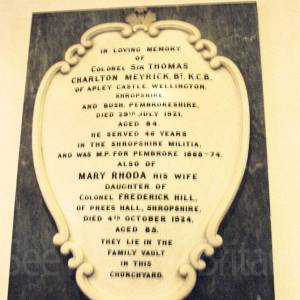 IN LOVING MEMORY
OF
COLONEL SIR THOMAS
CHARLTON MEYRICK, BT. K.C.B.
OF APLEY CASTLE, WELLINGTON,
SHROPSHIRE,
AND BUSH, PEMBROKESHIRE,
DIED 29TH JULY 1921,
AGED 84.
HE SERVED 46 YEARS
IN THE SHROPSHIRE MILITIA,
AND WAS M.P. FOR PEMBROKE 1868-74.
ALSO OF
MARY RHODA HIS WIFE
DAUGHTER OF
COLONEL FREDERICK HILL,
OF PREES HALL, SHROPSHIRE,
DIED 4TH OCTOBER 1924,
AGED 85.
THEY LIE IN THE
FAMILY VAULT
IN THIS
CHURCHYARD.